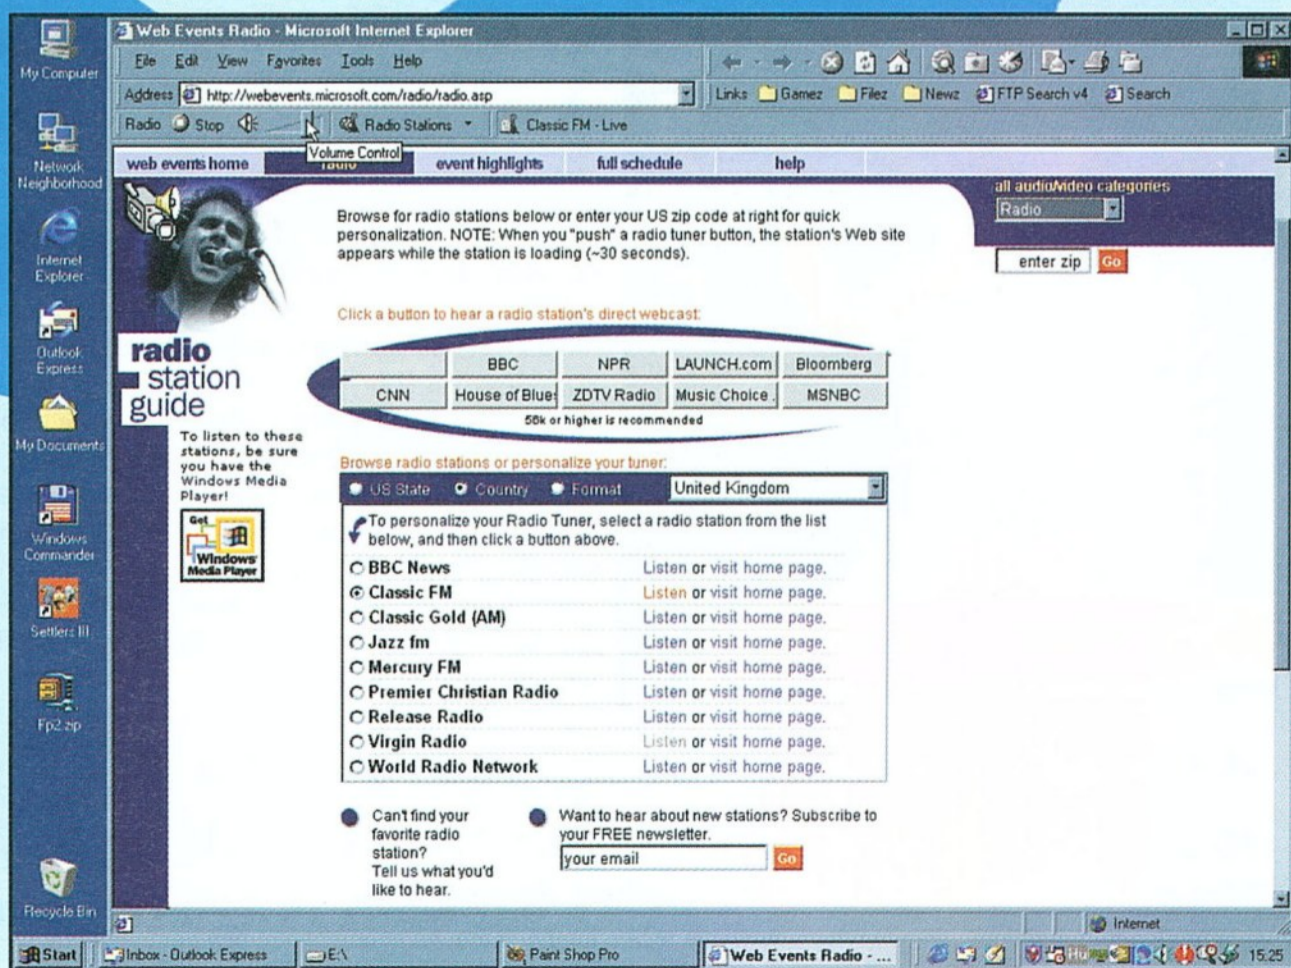 My Computer
Network
Neighborhood
Internet
Explorer
Outlook
Express
My Documents
Windows
Commander
Settlers III
Fp2.zip
Recycle Bin
Web Events Radio - Microsoft Internet Explorer
File Edit View Favorites Tools Help
Address http://webevents.microsoft.com/radio/radio.asp
Links Gamez Filez Newz FTP Search v4 Search
Radio Stop Radio Stations Classic FM - Live
Volume Control
web events home radio event highlights full schedule help
all audio/video categories
Radio
enter zip Go
Browse for radio stations below or enter your US zip code at right for quick
personalization. NOTE: When you "push" a radio tuner button, the station's Web site
appears while the station is loading (~30 seconds).
Click a button to hear a radio station's direct webcast:
radio
station
guide
To listen to these
stations, be sure
you have the
Windows Media
Player!
Get
Windows
Media Player
BBC NPR LAUNCH.com Bloomberg
CNN House of Blue ZDTV Radio Music Choice . MSNBC
56k or higher is recommended
Browse radio stations or personalize your tuner:
US State Country Format United Kingdom
To personalize your Radio Tuner, select a radio station from the list
below, and then click a button above.
BBC News Listen or visit home page.
Classic FM Listen or visit home page.
Classic Gold (AM) Listen or visit home page.
Jazz fm Listen or visit home page.
Mercury FM Listen or visit home page.
Premier Christian Radio Listen or visit home page.
Release Radio Listen or visit home page.
Virgin Radio Listen or visit home page.
World Radio Network Listen or visit home page.
Can't find your
favorite radio
station?
Tell us what you'd
like to hear.
Want to hear about new stations? Subscribe to
your FREE newsletter.
your email Go
Internet
Start Inbox - Outlook Express E:\ Paint Shop Pro Web Events Radio - ... 15:25